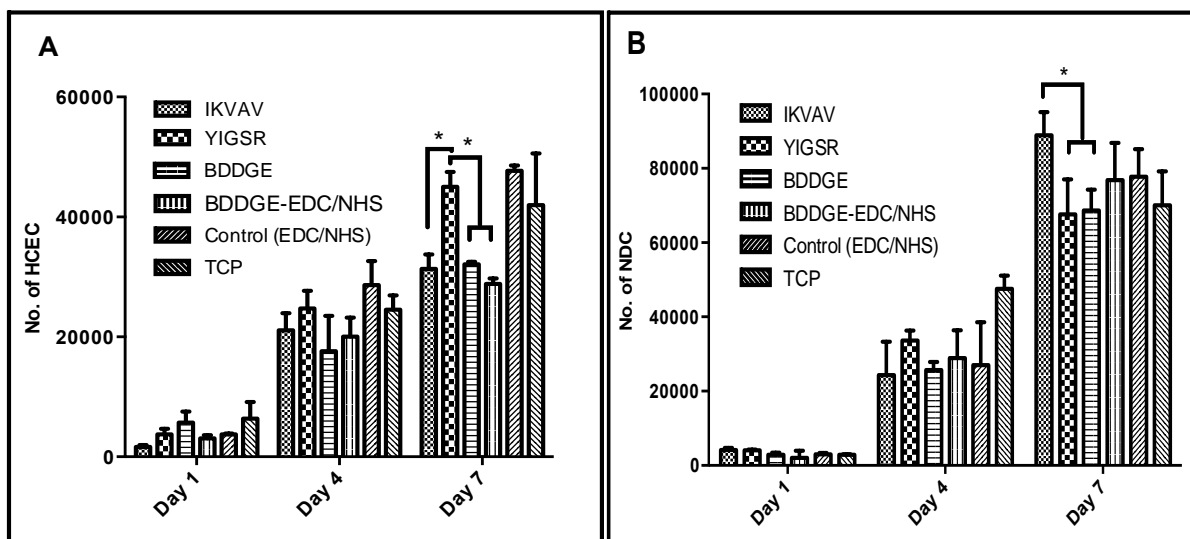 A
No. of HCEC
60000
40000
20000
0
IKVAV
YIGSR
BDDGE
BDDGE-EDC/NHS
Control (EDC/NHS)
TCP
* *
Day 1 Day 4 Day 7
B
No. of NDC
100000
80000
60000
40000
20000
0
IKVAV
YIGSR
BDDGE
BDDGE-EDC/NHS
Control (EDC/NHS)
TCP
*
Day 1 Day 4 Day 7